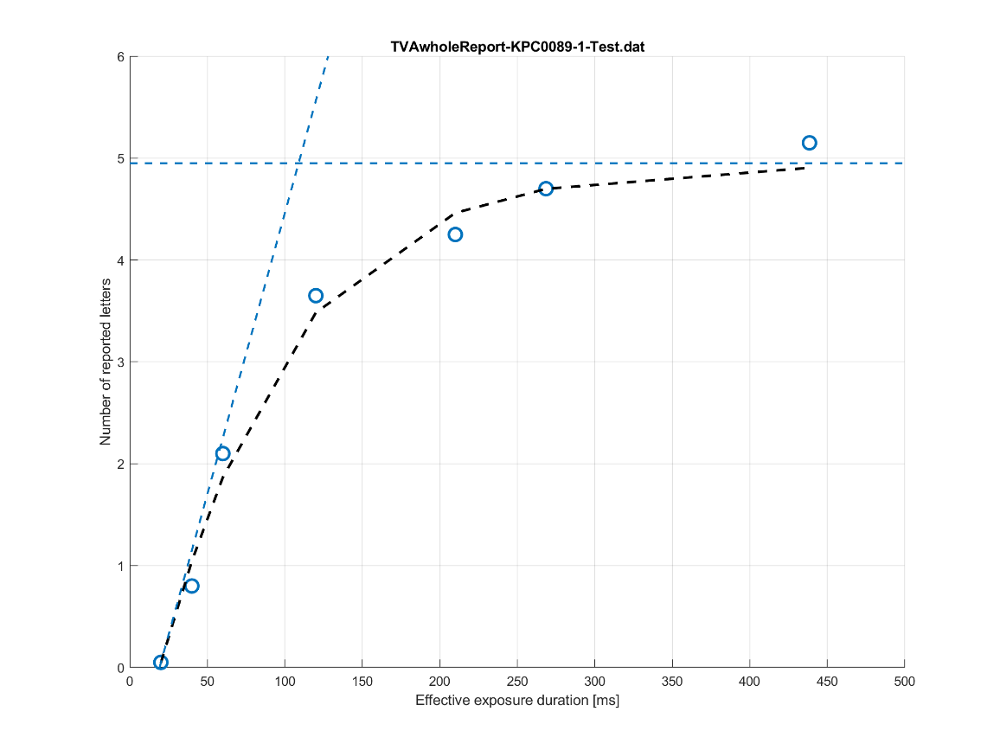 TVAwholeReport-KPC0089-1-Test.dat
6
5
4
3
2
1
0
Number of reported letters
0 50 100 150 200 250 300 350 400 450 500
Effective exposure duration [ms]